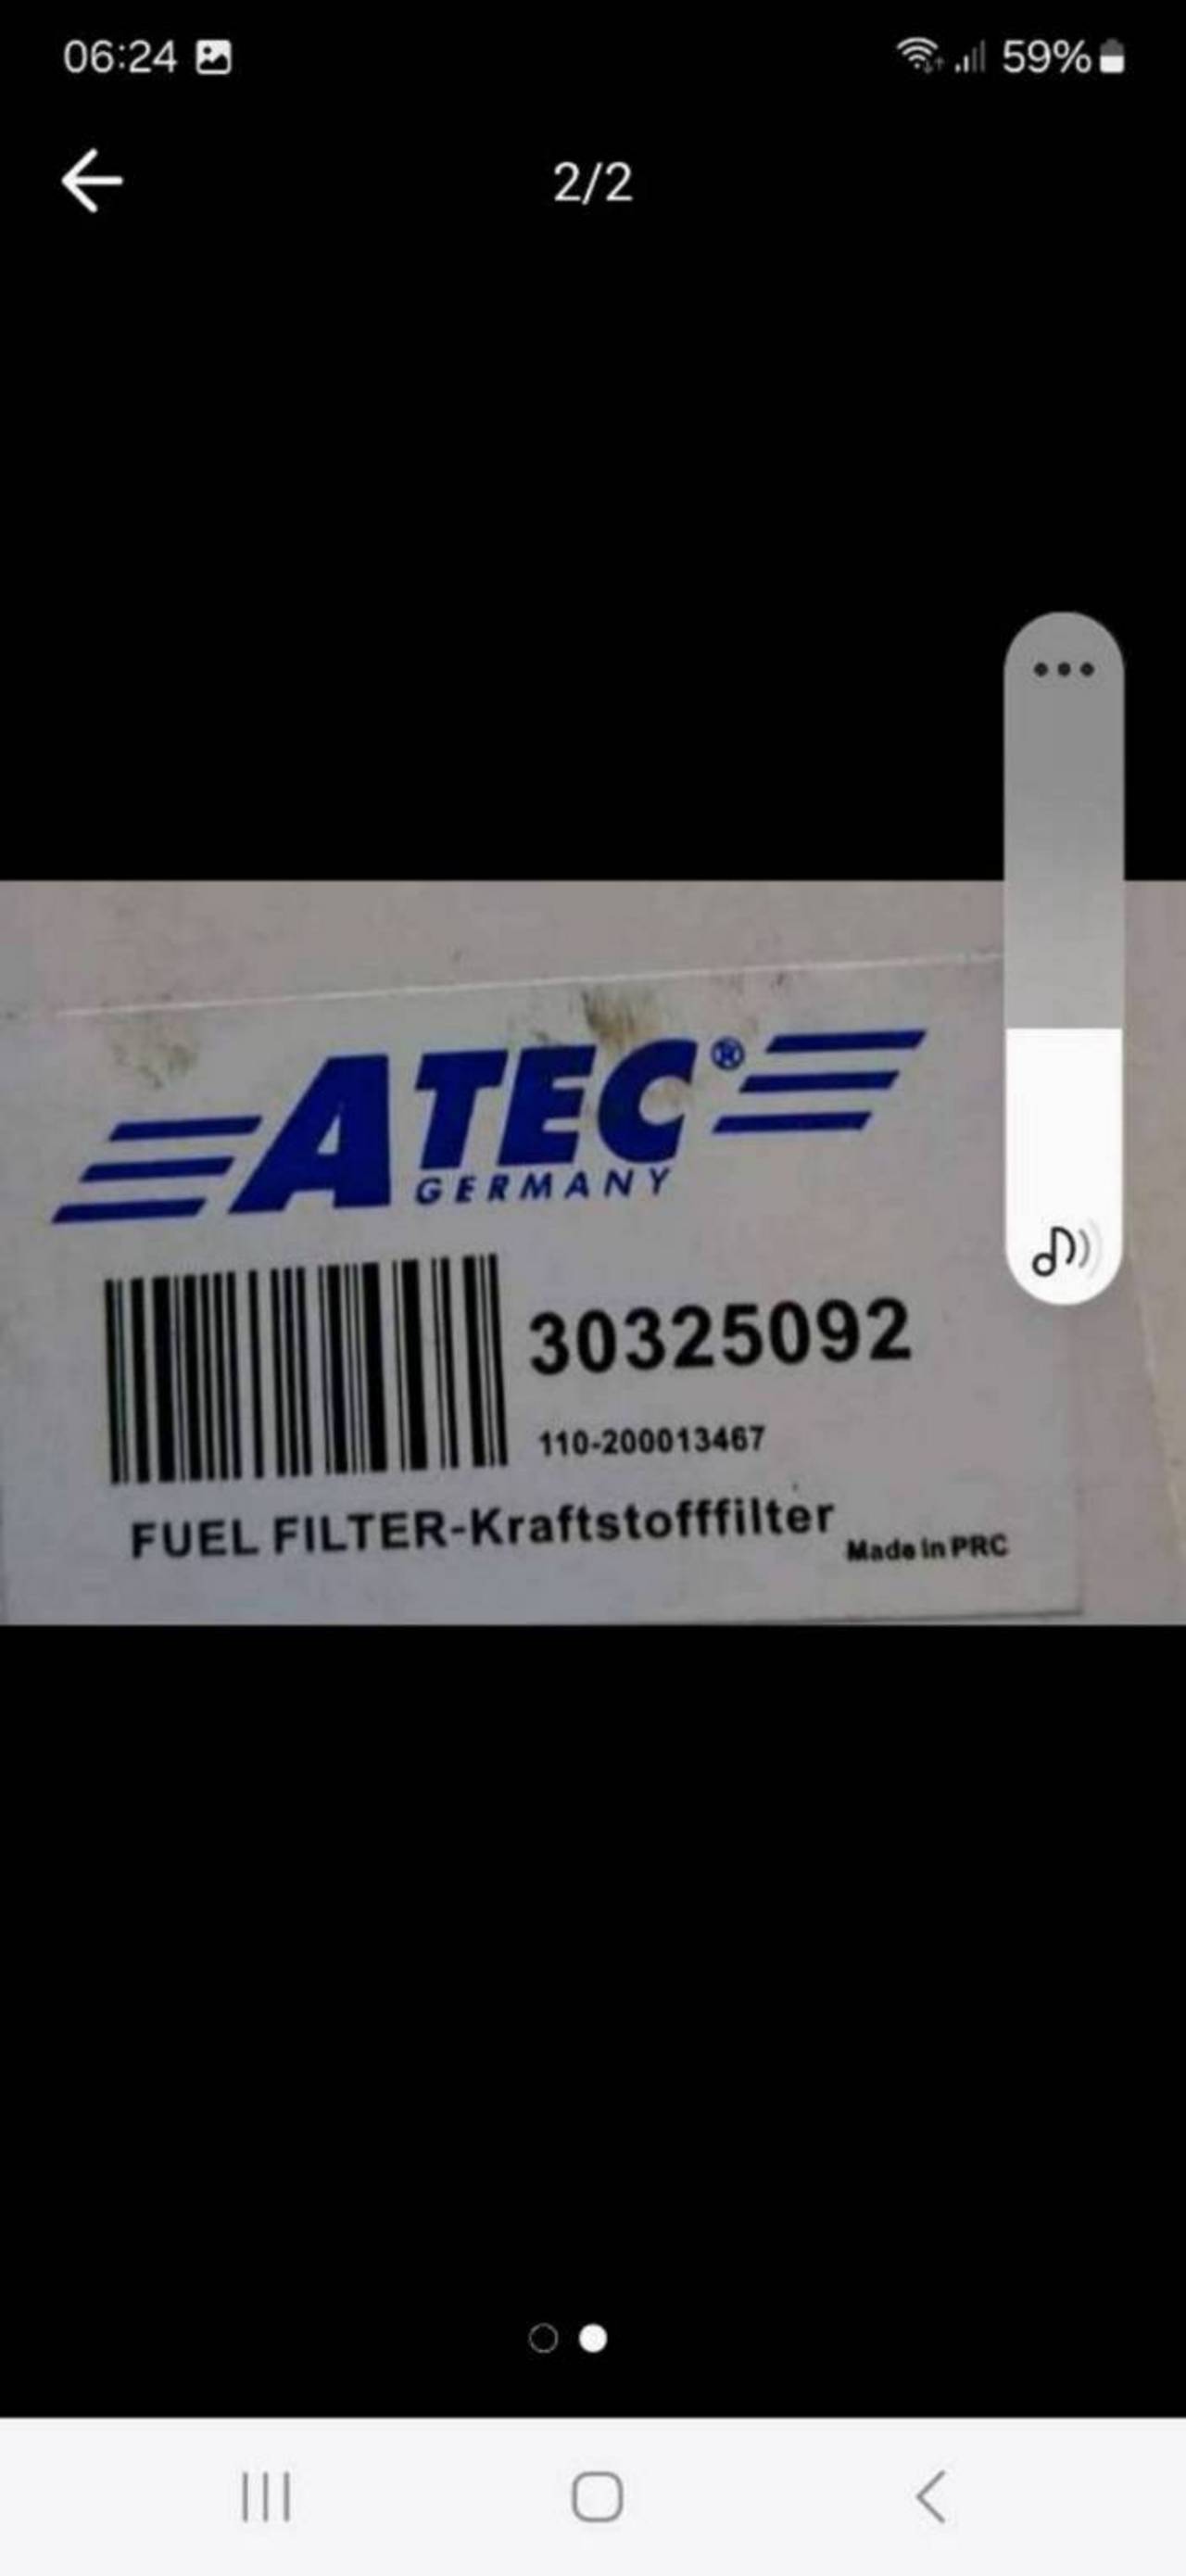 06:24
59%
2/2
ATEC®
GERMANY
30325092
110-200013467
FUEL FILTER-Kraftstofffilter
Made in PRC